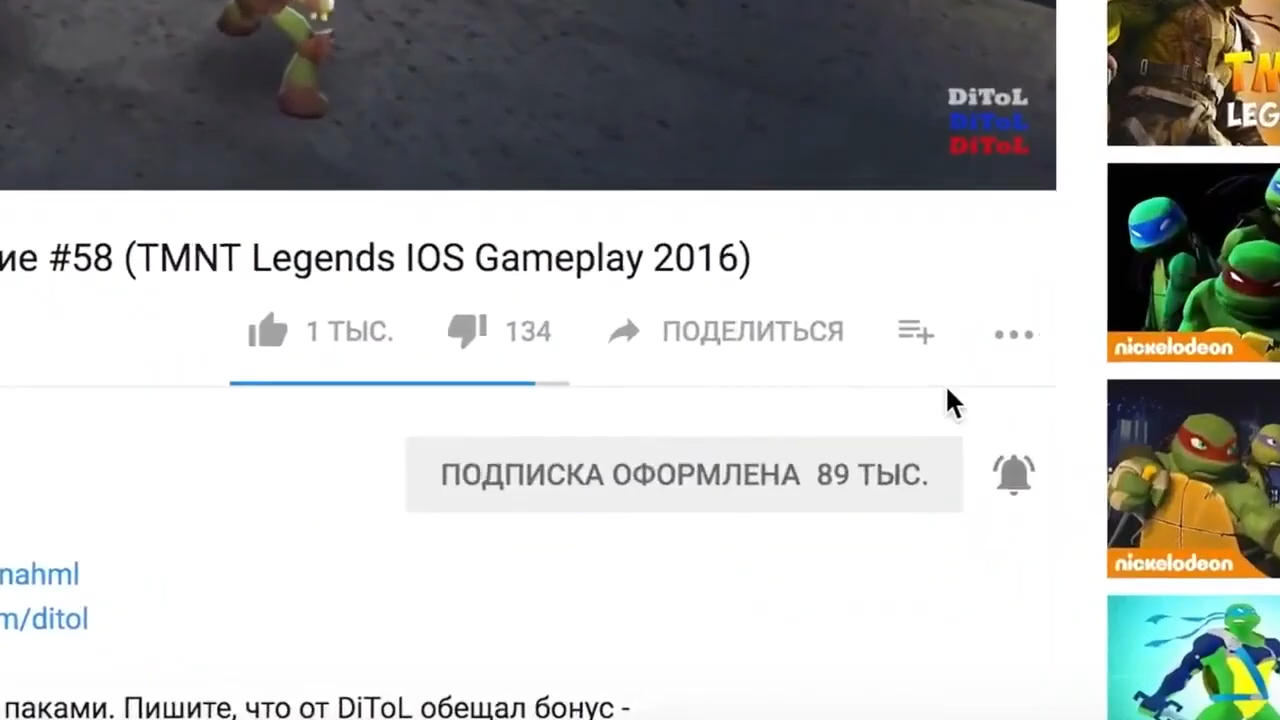 DiToL
DiToL
DiToL
LEG
ие #58 (TMNT Legends IOS Gameplay 2016)
1 ТЫС. 134 ПОДЕЛИТЬСЯ
nickelodeon
ПОДПИСКА ОФОРМЛЕНА 89 ТЫС.
nickelodeon
nahml
m/ditol
паками. Пишите, что от DiToL обещал бонус -